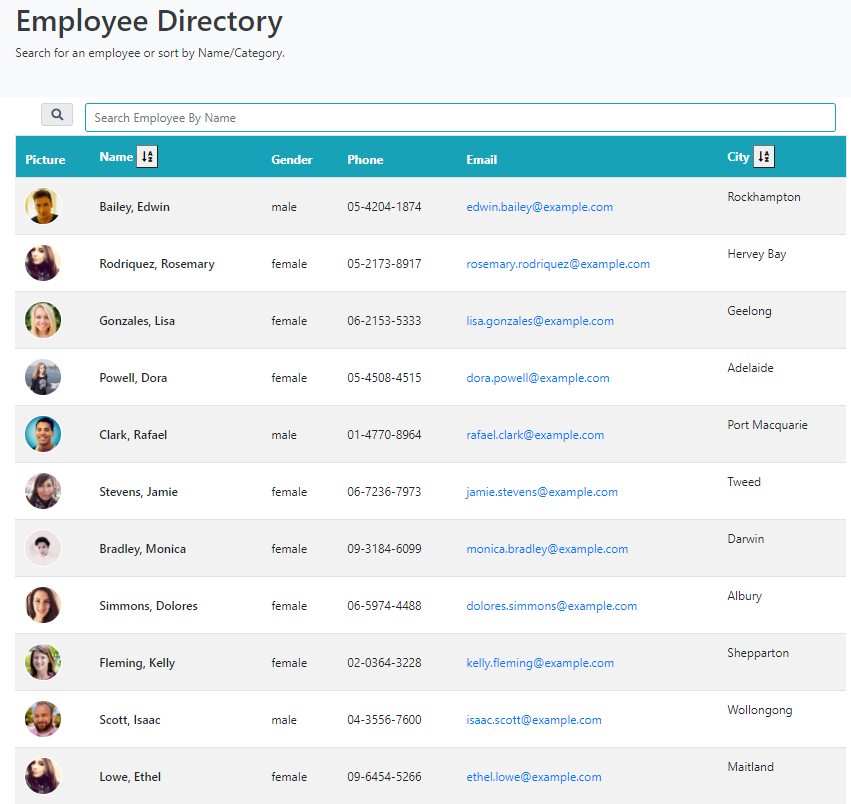 Employee Directory
Search for an employee or sort by Name/Category.
Search Employee By Name
Picture Name Gender Phone Email City
Bailey, Edwin male 05-4204-1874 edwin.bailey@example.com Rockhampton
Rodriquez, Rosemary female 05-2173-8917 rosemary.rodriquez@example.com Hervey Bay
Gonzales, Lisa female 06-2153-5333 lisa.gonzales@example.com Geelong
Powell, Dora female 05-4508-4515 dora.powell@example.com Adelaide
Clark, Rafael male 01-4770-8964 rafael.clark@example.com Port Macquarie
Stevens, Jamie female 06-7236-7973 jamie.stevens@example.com Tweed
Bradley, Monica female 09-3184-6099 monica.bradley@example.com Darwin
Simmons, Dolores female 06-5974-4488 dolores.simmons@example.com Albury
Fleming, Kelly female 02-0364-3228 kelly.fleming@example.com Shepparton
Scott, Isaac male 04-3556-7600 isaac.scott@example.com Wollongong
Lowe, Ethel female 09-6454-5266 ethel.lowe@example.com Maitland